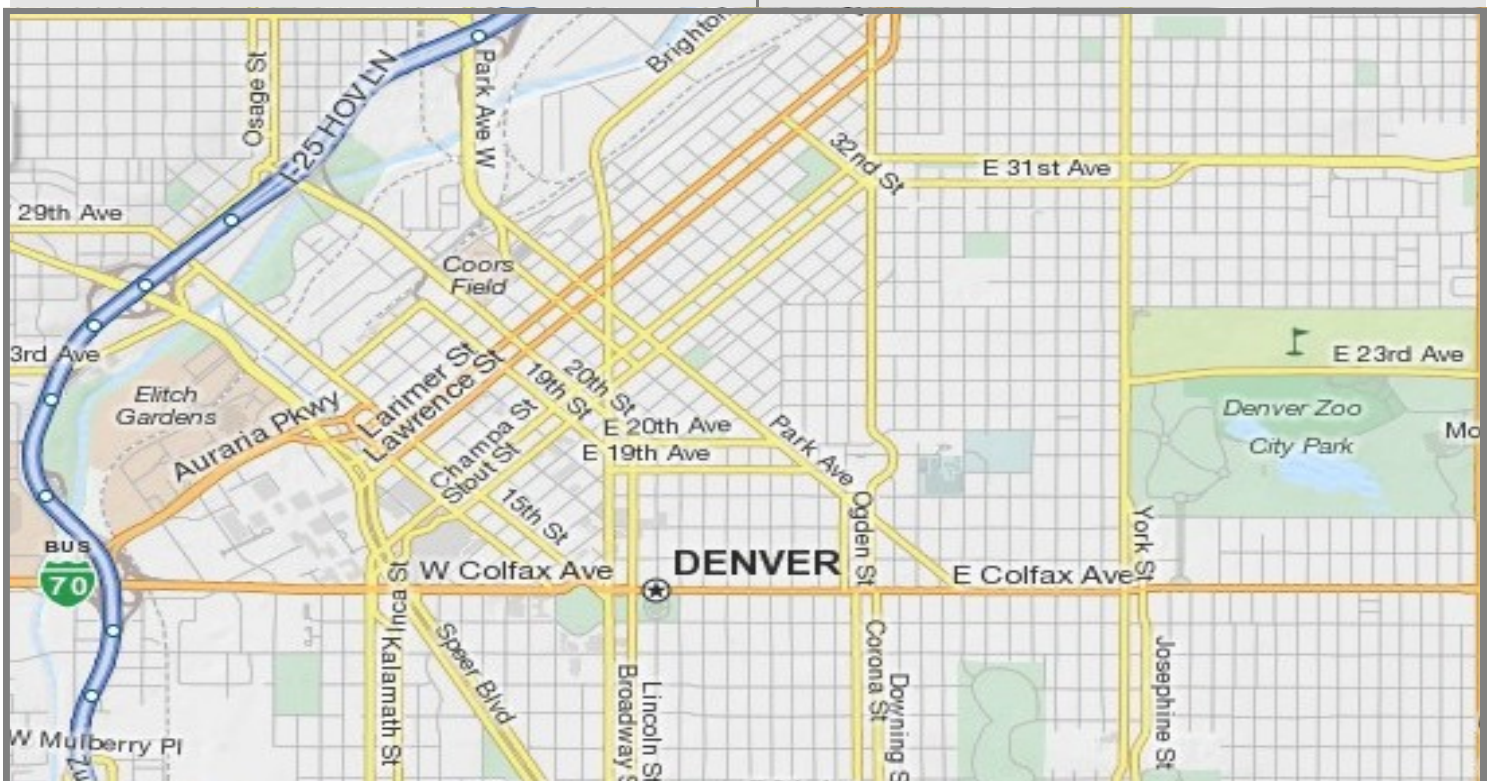 Brighton
Osage St
I-25 HOV LN
Park Ave W
32nd St
E 31st Ave
29th Ave
Coors
Field
3rd Ave
E 23rd Ave
Larimer St
Lawrence St
Elitch
Gardens
19th St
20th St
Denver Zoo
City Park
Auraria Pkwy
Champa St
Stout St
E 20th Ave
E 19th Ave
Park Ave
Mo
15th St
Ogden St
York St
BUS
70
W Colfax Ave
DENVER
E Colfax Ave
Kalamath St
Speer Blvd
Broadway S
Lincoln St
Corona St
Downing S
Josephine St
W Mulberry Pl